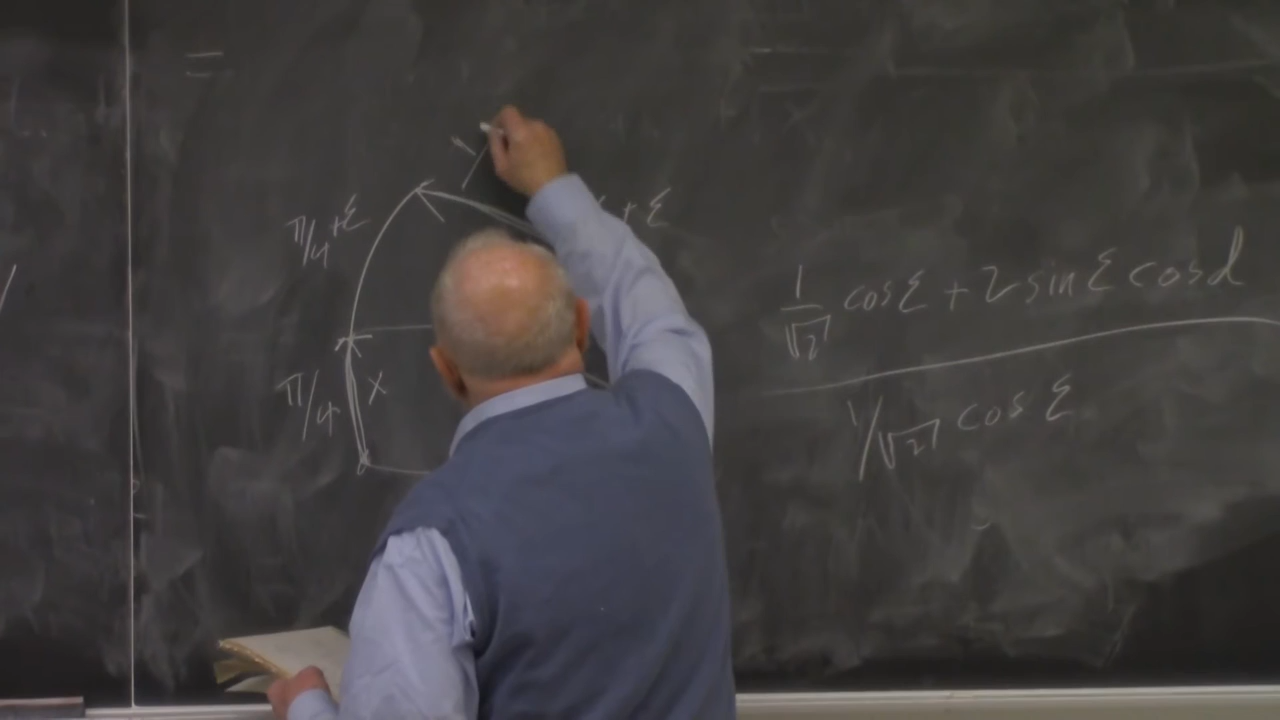 =
π/4 + ε
+ ε
π/4
x
1/√2 cos ε + 2 sin ε cos d
1/√2 cos ε